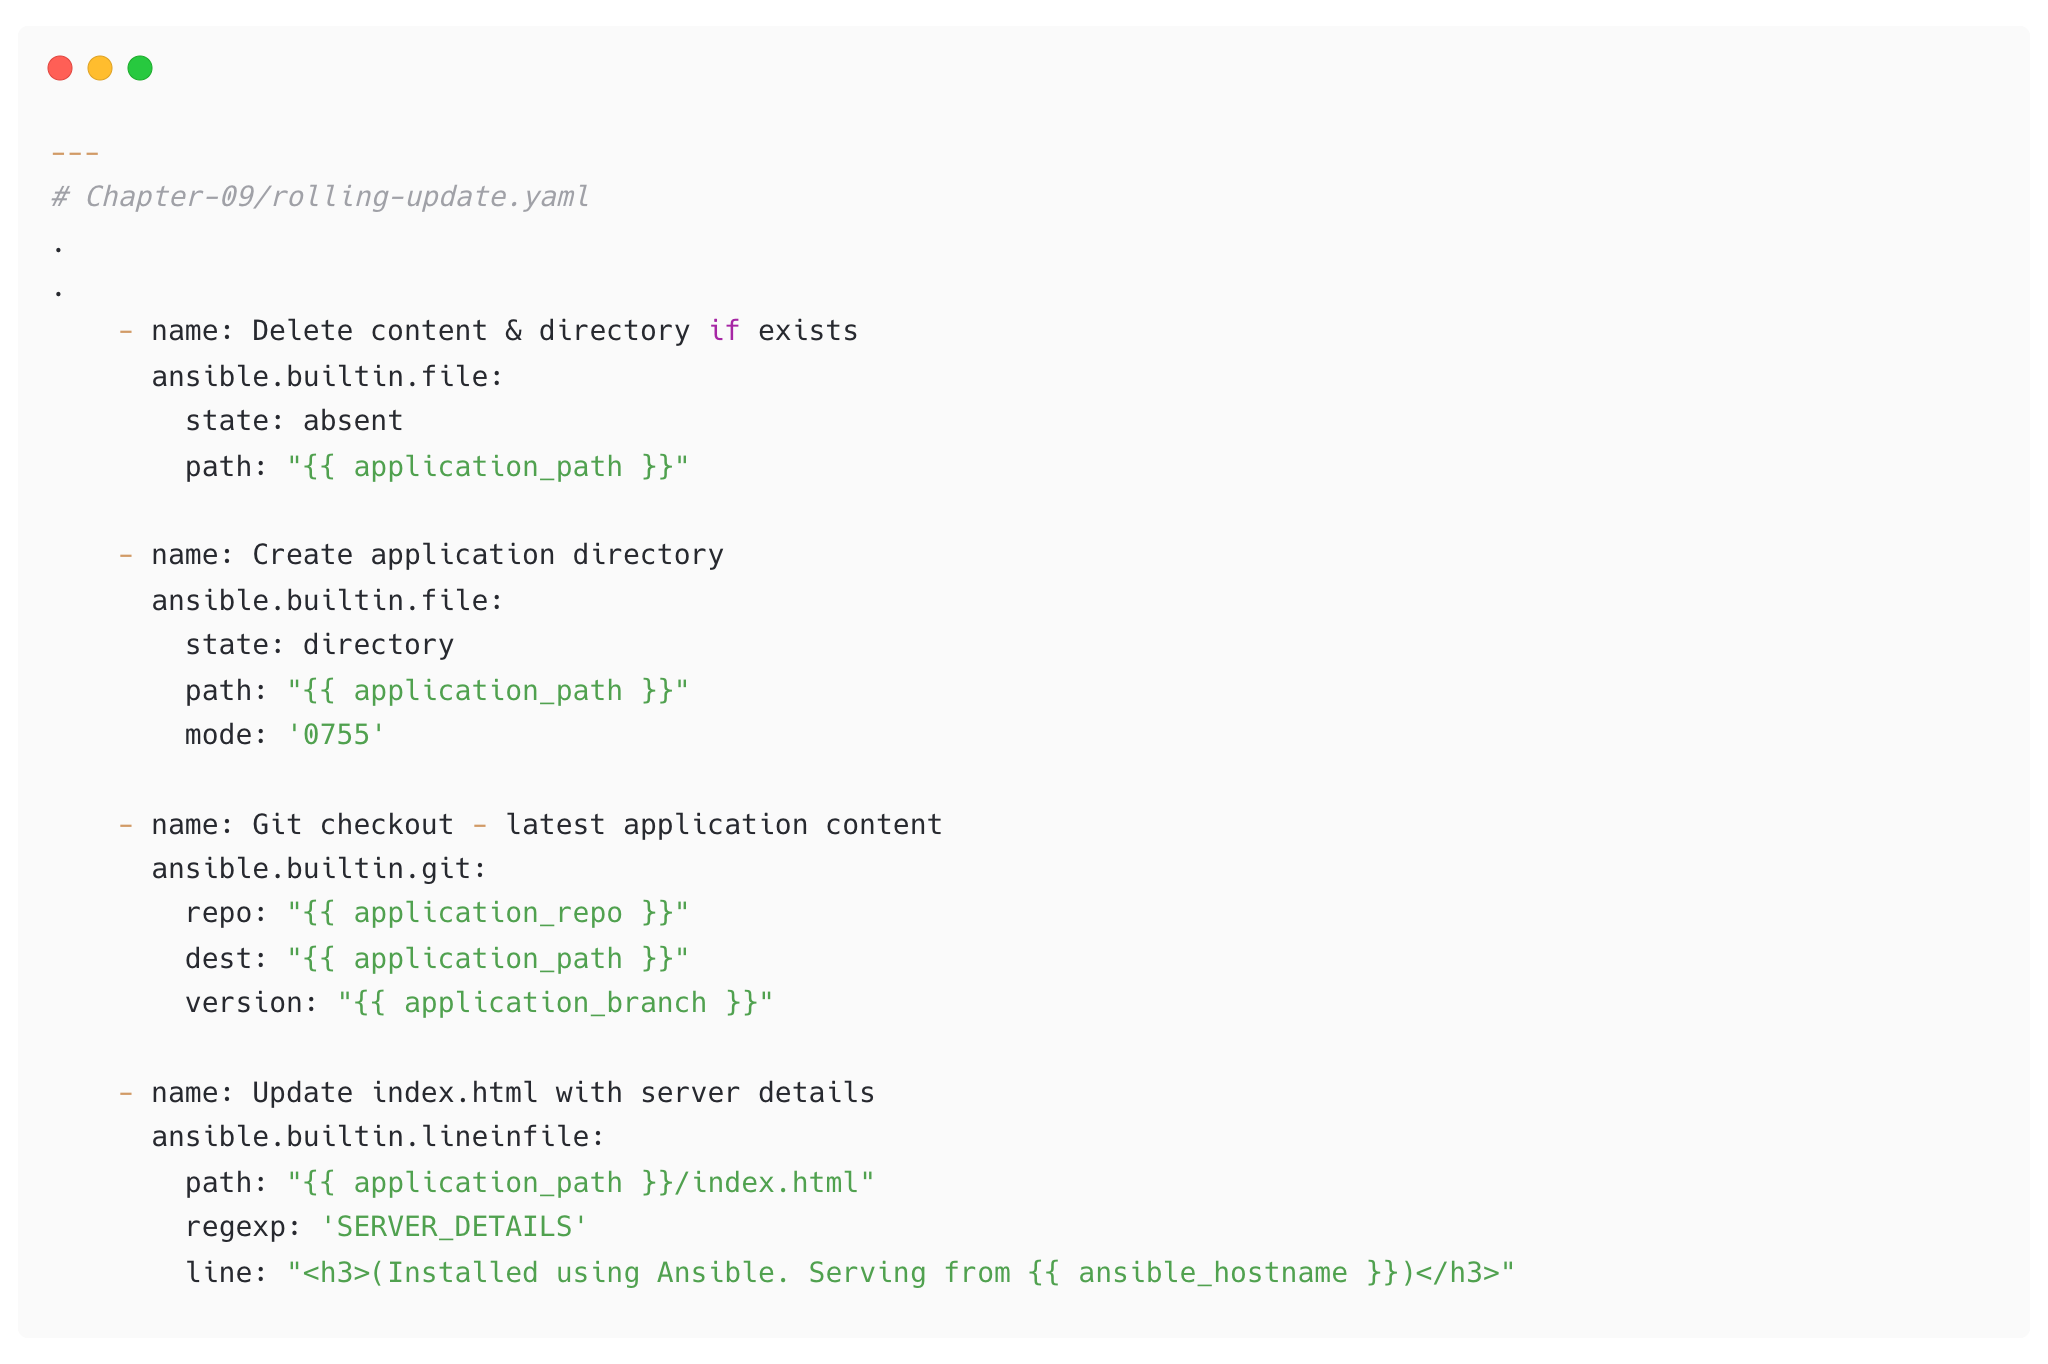 ---
# Chapter-09/rolling-update.yaml
.
.
    - name: Delete content & directory if exists
      ansible.builtin.file:
        state: absent
        path: "{{ application_path }}"

    - name: Create application directory
      ansible.builtin.file:
        state: directory
        path: "{{ application_path }}"
        mode: '0755'

    - name: Git checkout - latest application content
      ansible.builtin.git:
        repo: "{{ application_repo }}"
        dest: "{{ application_path }}"
        version: "{{ application_branch }}"

    - name: Update index.html with server details
      ansible.builtin.lineinfile:
        path: "{{ application_path }}/index.html"
        regexp: 'SERVER_DETAILS'
        line: "<h3>(Installed using Ansible. Serving from {{ ansible_hostname }})</h3>"